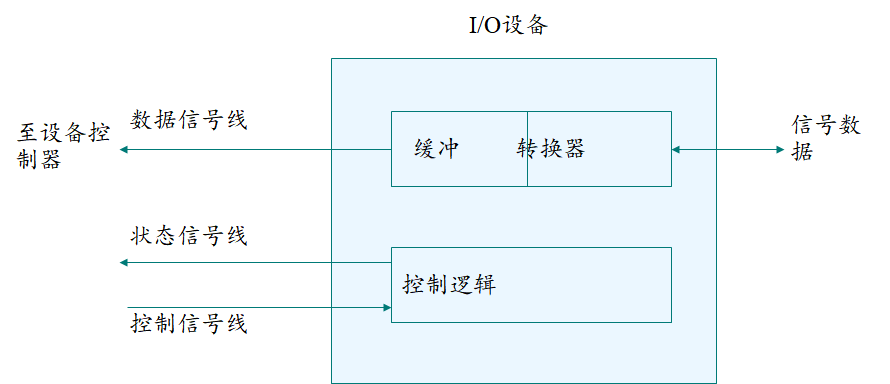 I/O设备
数据信号线
至设备控
制器
缓冲
转换器
信号数
据
状态信号线
控制逻辑
控制信号线